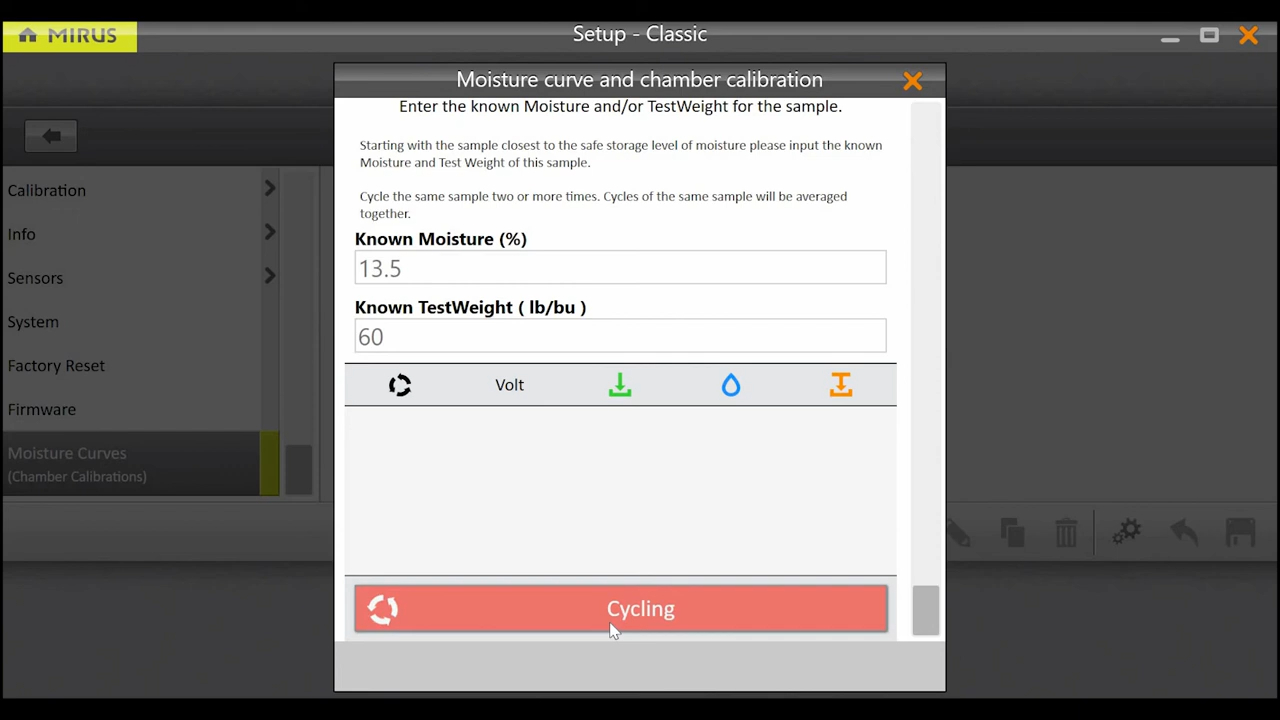 MIRUS
Setup - Classic
Moisture curve and chamber calibration
Enter the known Moisture and/or TestWeight for the sample.
Starting with the sample closest to the safe storage level of moisture please input the known
Moisture and Test Weight of this sample.
Cycle the same sample two or more times. Cycles of the same sample will be averaged
together.
Known Moisture (%)
13.5
Known TestWeight ( lb/bu )
60
Volt
Cycling
Calibration
Info
Sensors
System
Factory Reset
Firmware
Moisture Curves
(Chamber Calibrations)